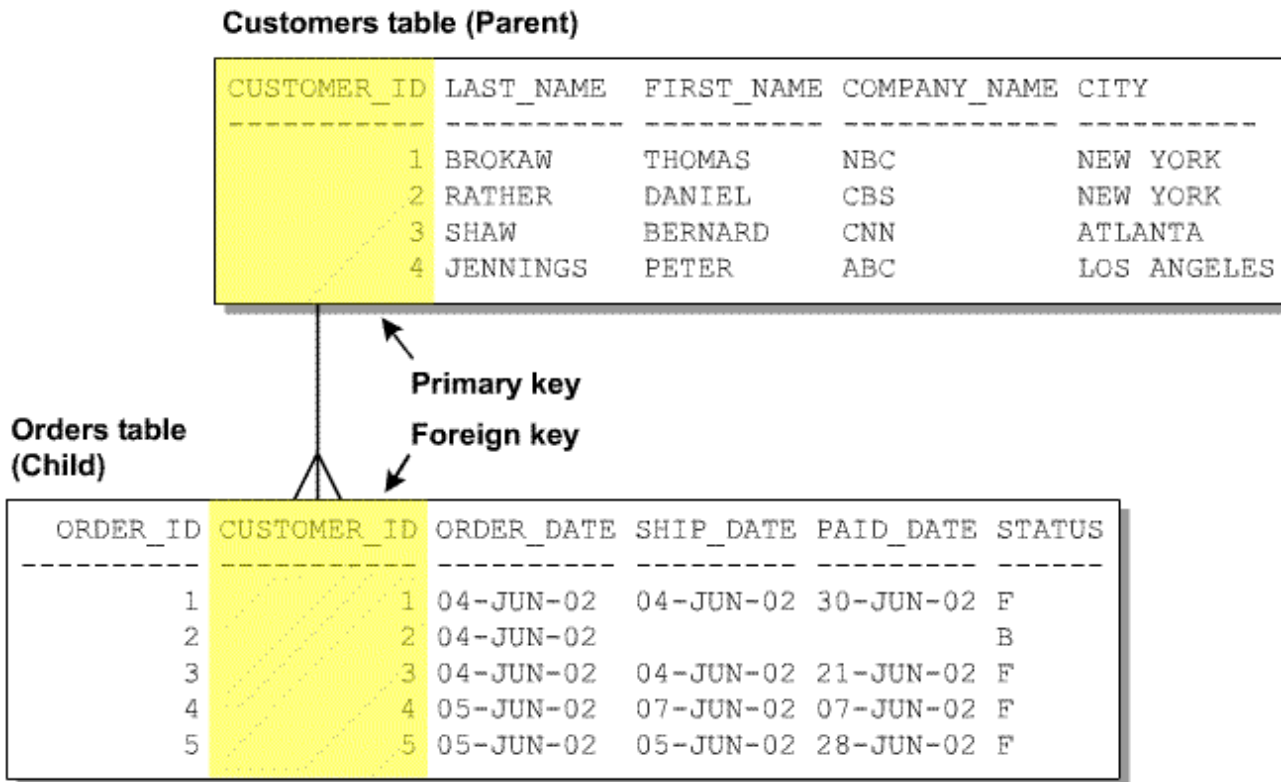 Customers table (Parent)
CUSTOMER_ID LAST_NAME FIRST_NAME COMPANY_NAME CITY
----------- ---------- ---------- ------------ ----------
1 BROKAW THOMAS NBC NEW YORK
2 RATHER DANIEL CBS NEW YORK
3 SHAW BERNARD CNN ATLANTA
4 JENNINGS PETER ABC LOS ANGELES
Primary key
Foreign key
Orders table
(Child)
ORDER_ID CUSTOMER_ID ORDER_DATE SHIP_DATE PAID_DATE STATUS
---------- ----------- ---------- --------- --------- ------
1 1 04-JUN-02 04-JUN-02 30-JUN-02 F
2 2 04-JUN-02 B
3 3 04-JUN-02 04-JUN-02 21-JUN-02 F
4 4 05-JUN-02 07-JUN-02 07-JUN-02 F
5 5 05-JUN-02 05-JUN-02 28-JUN-02 F